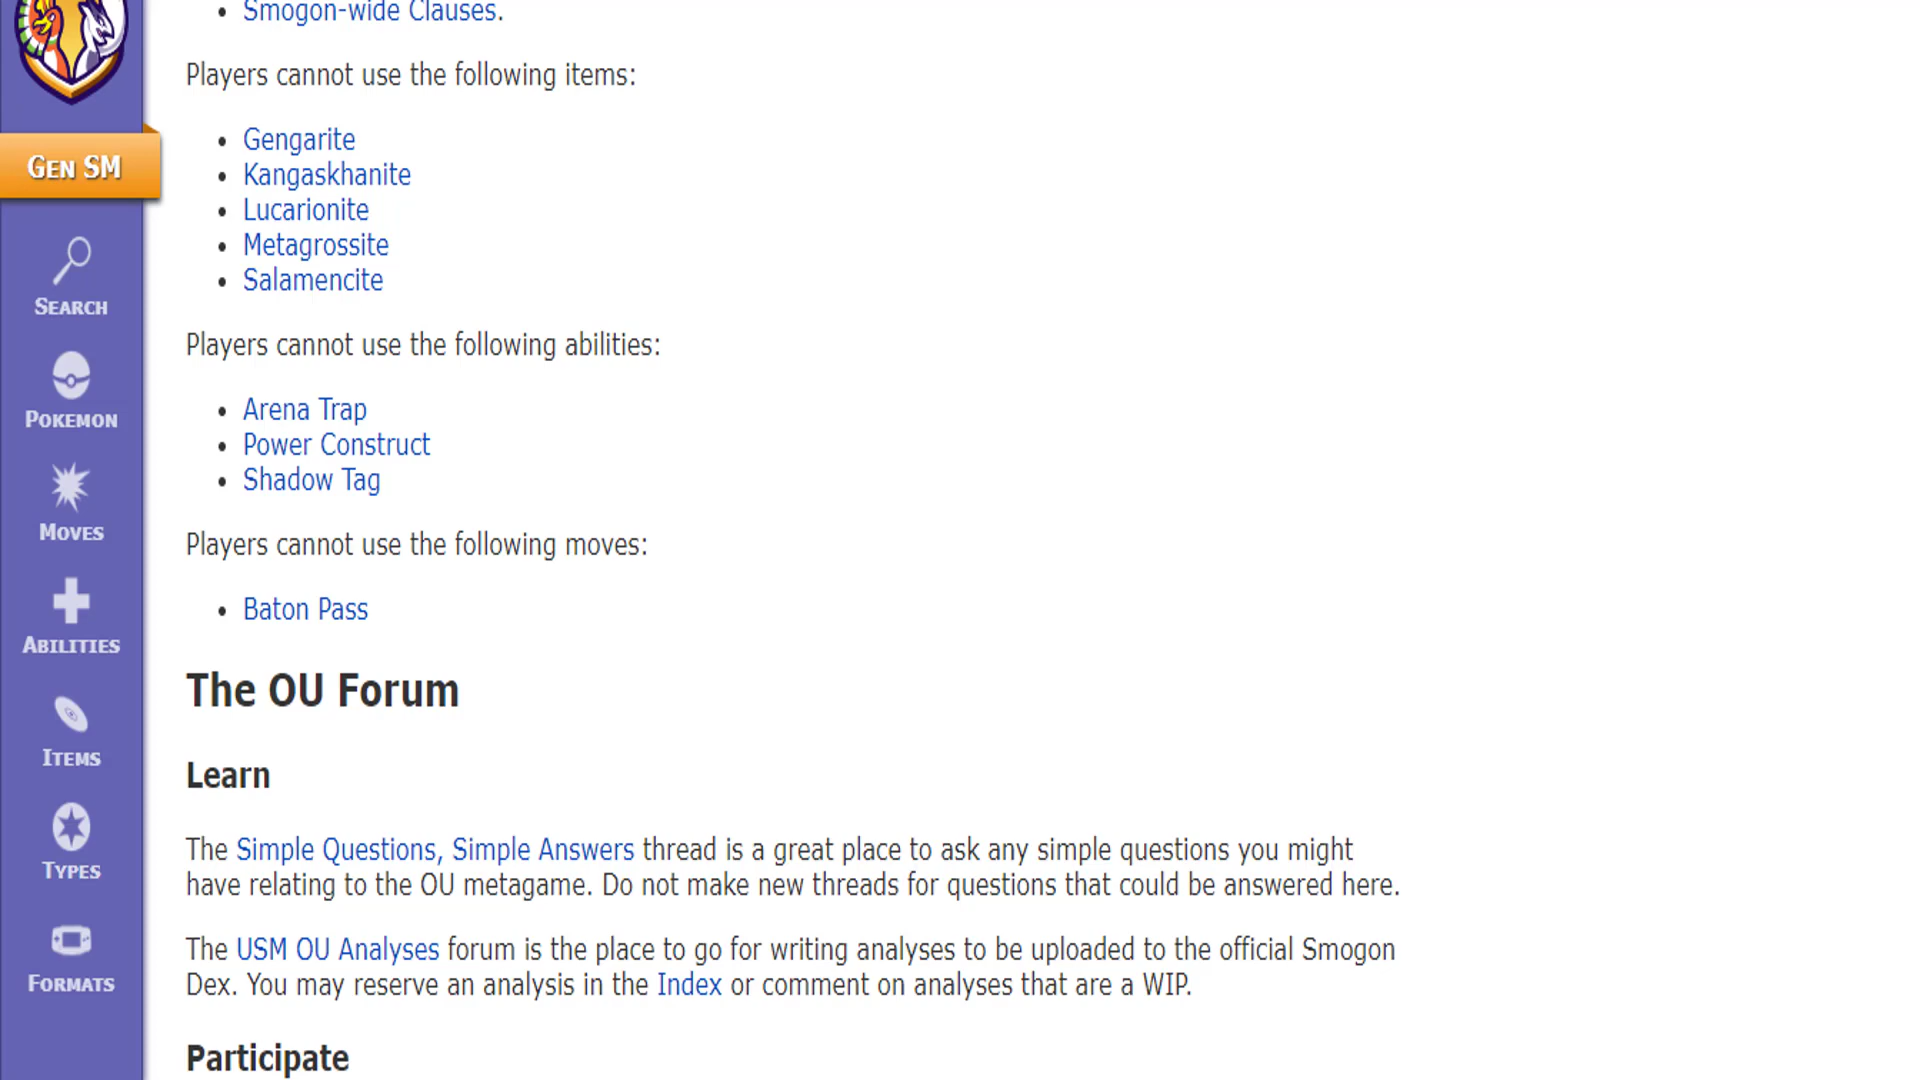 Smogon-wide Clauses.
Players cannot use the following items:
Gengarite
Kangaskhanite
Lucarionite
Metagrossite
Salamencite
Players cannot use the following abilities:
Arena Trap
Power Construct
Shadow Tag
Players cannot use the following moves:
Baton Pass
The OU Forum
Learn
The Simple Questions, Simple Answers thread is a great place to ask any simple questions you might
have relating to the OU metagame. Do not make new threads for questions that could be answered here.
The USM OU Analyses forum is the place to go for writing analyses to be uploaded to the official Smogon
Dex. You may reserve an analysis in the Index or comment on analyses that are a WIP.
Participate
Gen SM
Search
Pokemon
Moves
Abilities
Items
Types
Formats